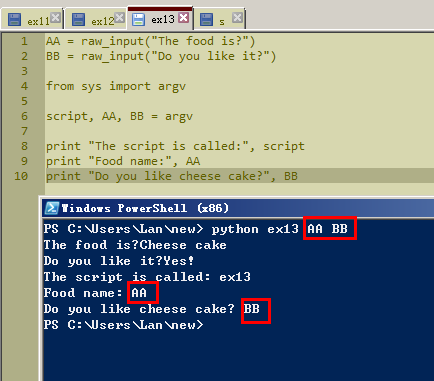 ex11 ex12 ex13 s
1 AA = raw_input("The food is?")
2 BB = raw_input("Do you like it?")
3
4 from sys import argv
5
6 script, AA, BB = argv
7
8 print "The script is called:", script
9 print "Food name:", AA
10 print "Do you like cheese cake?", BB
Windows PowerShell (x86)
PS C:\Users\Lan\new> python ex13 AA BB
The food is?Cheese cake
Do you like it?Yes!
The script is called: ex13
Food name: AA
Do you like cheese cake? BB
PS C:\Users\Lan\new>